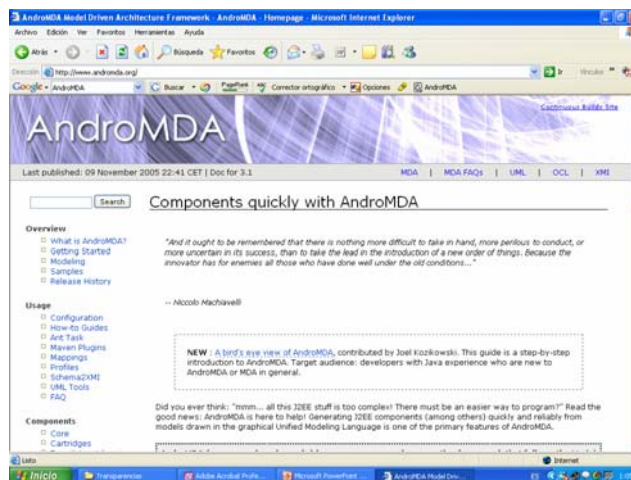 AndroMDA Model Driven Architecture Framework - AndroMDA - Homepage - Microsoft Internet Explorer
Archivo Edición Ver Favoritos Herramientas Ayuda
Atrás Búsqueda Favoritos
Dirección http://www.andromda.org/ Ir Vínculos
Google - AndroMDA Buscar PageRank Corrector ortográfico Opciones AndroMDA
Continuous Builds Site
AndroMDA
Last published: 09 November 2005 22:41 CET | Doc for 3.1 MDA | MDA FAQs | UML | OCL | XMI
Search
Components quickly with AndroMDA
Overview
What is AndroMDA?
Getting Started
Modeling
Samples
Release History
"And it ought to be remembered that there is nothing more difficult to take in hand, more perilous to conduct, or
more uncertain in its success, than to take the lead in the introduction of a new order of things. Because the
innovator has for enemies all those who have done well under the old conditions..."
-- Niccolo Machiavelli
Usage
Configuration
How-to Guides
Ant Task
Maven Plugins
Mappings
Profiles
Schema2XMI
UML Tools
FAQ
NEW : A bird's eye view of AndroMDA, contributed by Joel Kozikowski. This guide is a step-by-step
introduction to AndroMDA. Target audience: developers with Java experience who are new to
AndroMDA or MDA in general.
Did you ever think: "mmm... all this J2EE stuff is too complex! There must be an easier way to program?" Read the
good news: AndroMDA is here to help! Generating J2EE components (among others) quickly and reliably from
models drawn in the graphical Unified Modeling Language is one of the primary features of AndroMDA.
Components
Core
Cartridges
Listo Internet
Inicio Transparencias Adobe Acrobat Profe... Microsoft PowerPoint ... AndroMDA Model Driv... ES